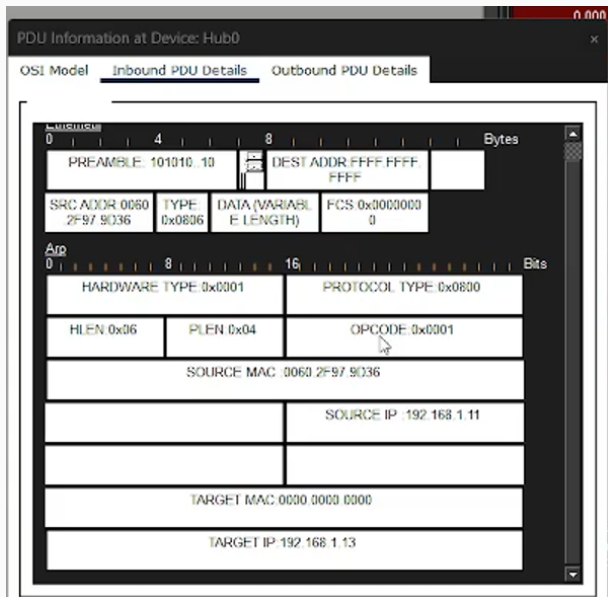 0.000
PDU Information at Device: Hub0 ×
OSI Model Inbound PDU Details Outbound PDU Details
Ethernet
0 4 8 Bytes
PREAMBLE: 101010..10 DEST ADDR:FFFF.FFFF.
FFFF
SRC ADDR:0060 TYPE: DATA (VARIABL FCS:0x0000000
.2F97.9D36 0x0806 E LENGTH) 0
Arp
0 8 16 Bits
HARDWARE TYPE:0x0001 PROTOCOL TYPE:0x0800
HLEN:0x06 PLEN:0x04 OPCODE:0x0001
SOURCE MAC :0060.2F97.9D36
SOURCE IP :192.168.1.11
TARGET MAC:0000.0000.0000
TARGET IP:192.168.1.13